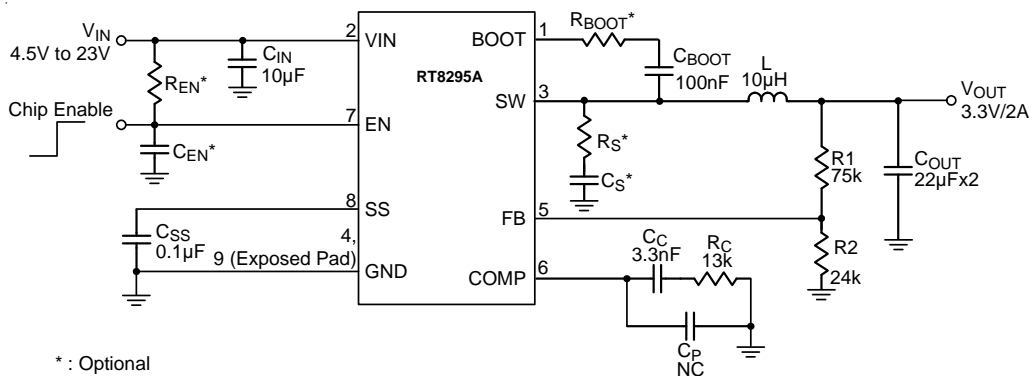 VIN
4.5V to 23V
REN*
CIN
10µF
Chip Enable
CEN*
CSS
0.1µF
2
VIN
7
EN
8
SS
4,
9 (Exposed Pad)
GND
RT8295A
BOOT
1
RBOOT*
CBOOT
100nF
SW
3
L
10µH
VOUT
3.3V/2A
RS*
CS*
R1
75k
COUT
22µFx2
FB
5
R2
24k
COMP
6
CC
3.3nF
RC
13k
CP
NC
* : Optional